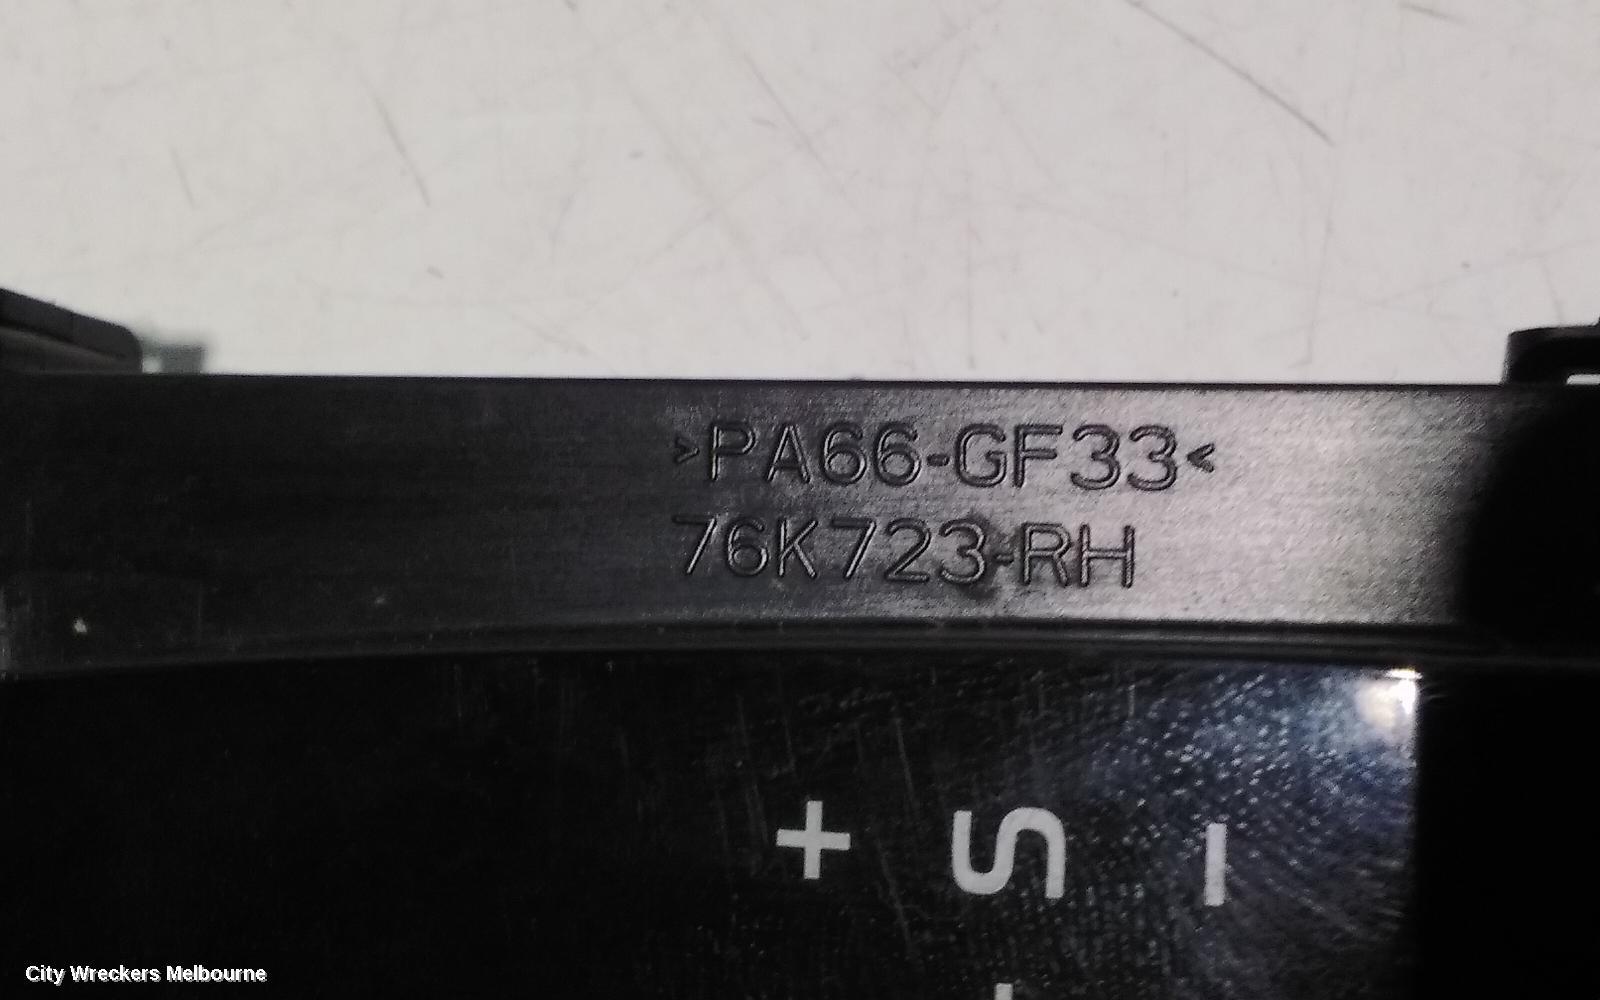 >PA66-GF33<
76K723-RH
+ S -
City Wreckers Melbourne